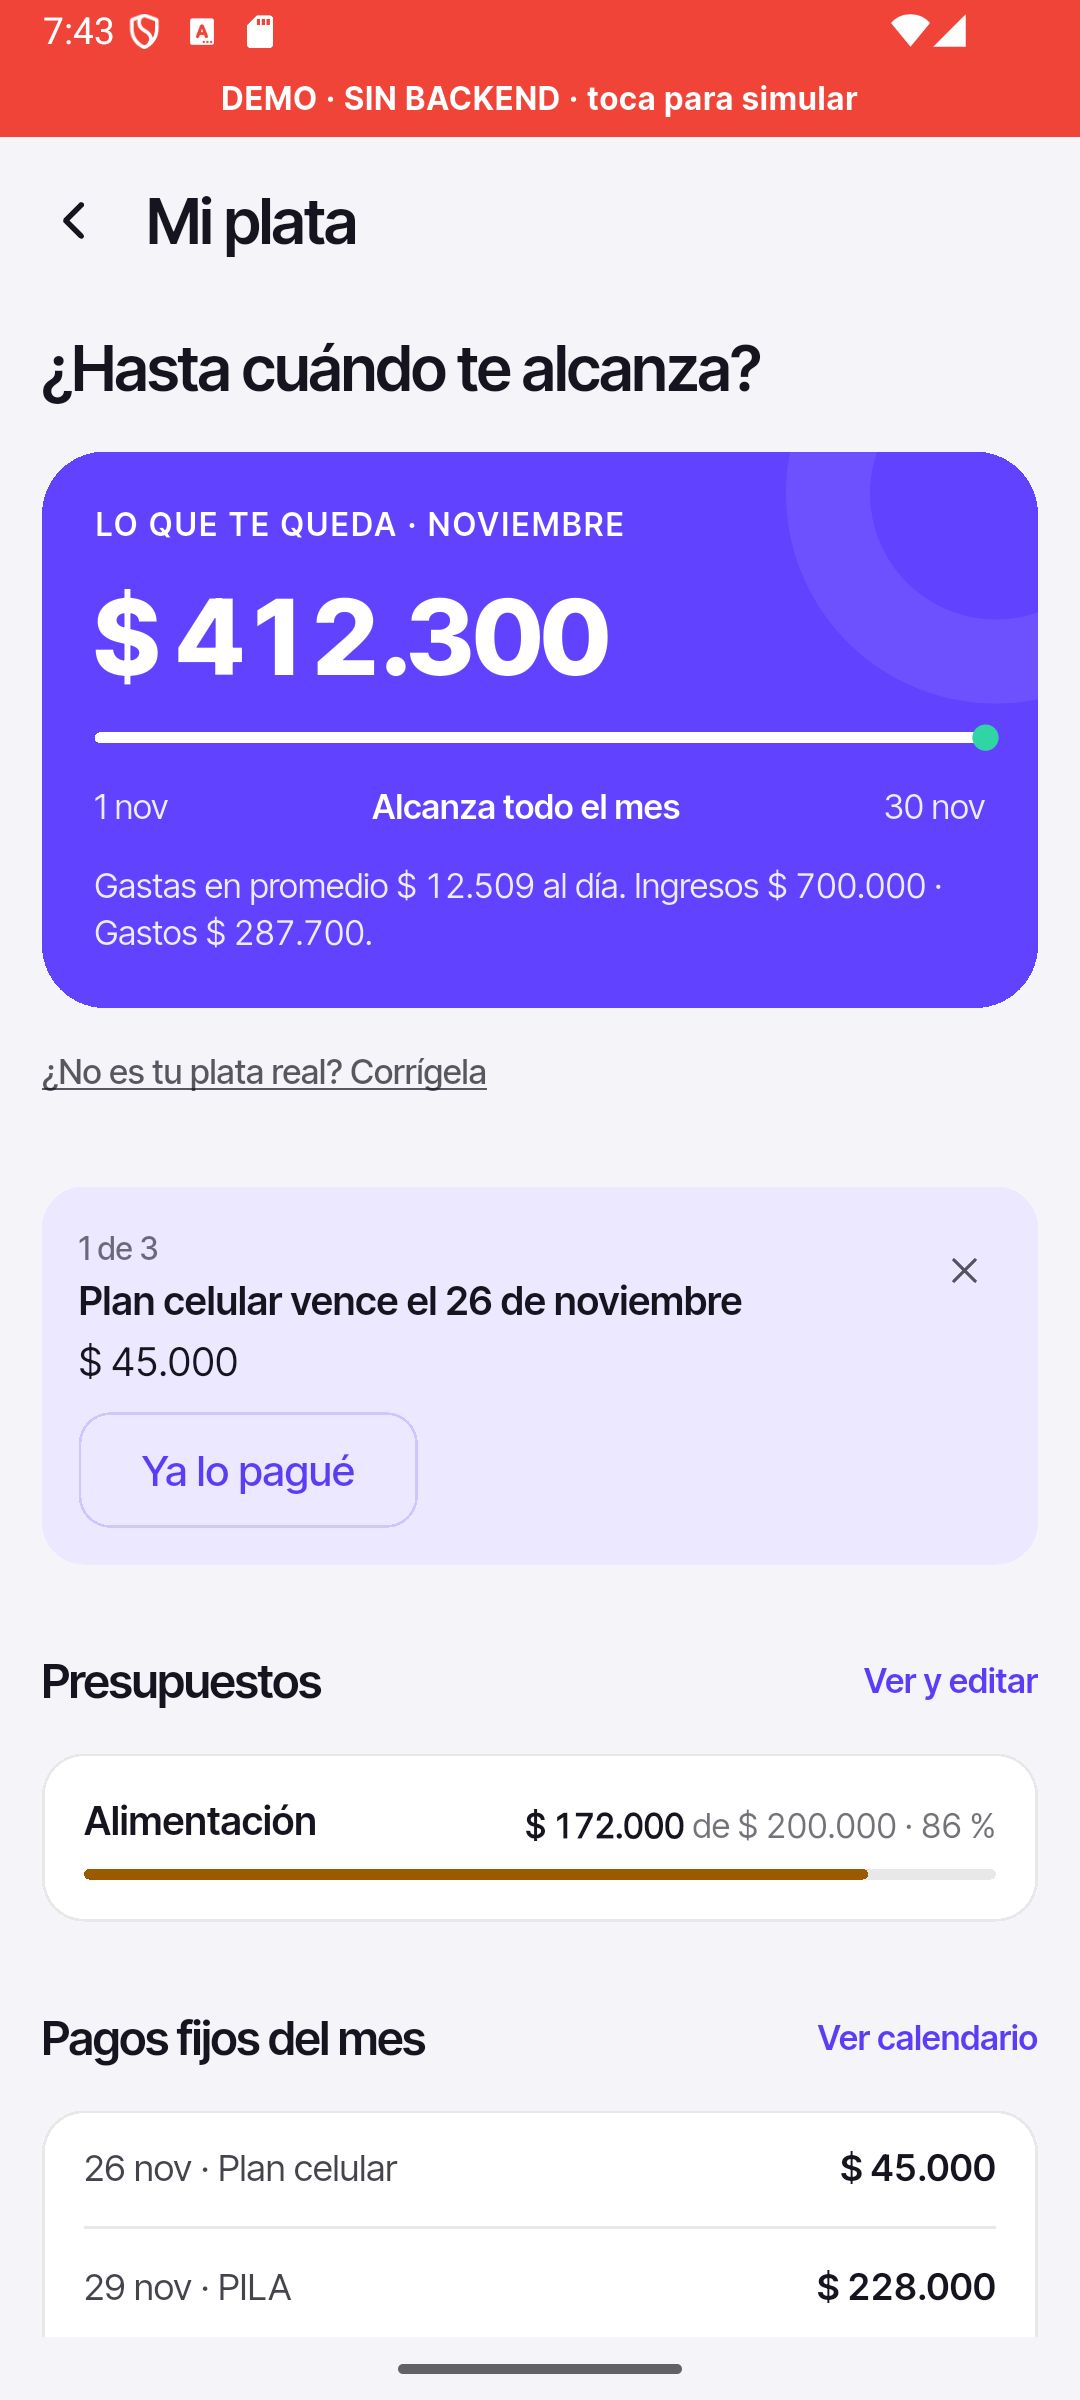 7:43
DEMO · SIN BACKEND · toca para simular
Mi plata
¿Hasta cuándo te alcanza?
LO QUE TE QUEDA · NOVIEMBRE
$ 412.300
1 nov
Alcanza todo el mes
30 nov
Gastas en promedio $ 12.509 al día. Ingresos $ 700.000 ·
Gastos $ 287.700.
¿No es tu plata real? Corrígela
1 de 3
Plan celular vence el 26 de noviembre
$ 45.000
Ya lo pagué
Presupuestos
Ver y editar
Alimentación
$ 172.000 de $ 200.000 · 86 %
Pagos fijos del mes
Ver calendario
26 nov · Plan celular
$ 45.000
29 nov · PILA
$ 228.000